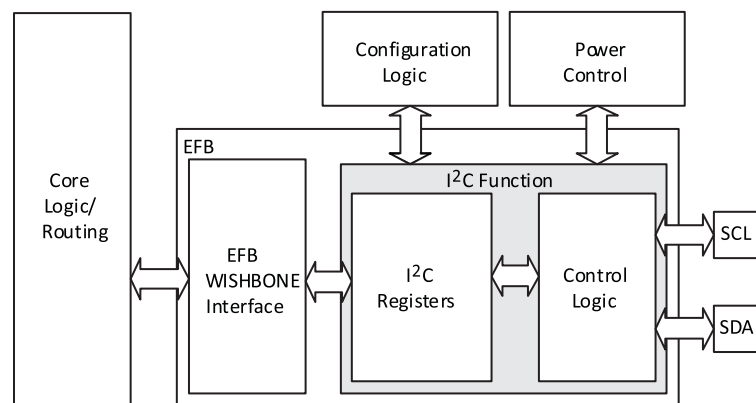 Configuration
Logic
Power
Control
EFB
I²C Function
Core
Logic/
Routing
EFB
WISHBONE
Interface
I²C
Registers
Control
Logic
SCL
SDA